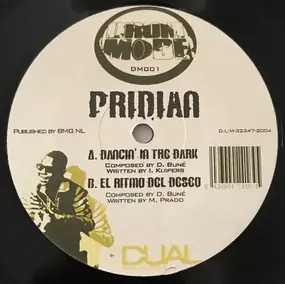 DRUM
MODE
DM001
PRIDIAN
PUBLISHED BY BMG NL
D.L:M-32347-2004
A. DANCIN' IN THE DARK
COMPOSED BY D. BUNÉ
WRITTEN BY I. KUIPERS
B. EL RITMO DEL DESEO
COMPOSED BY D. BUNÉ
WRITTEN BY M. PRADO
DUAL